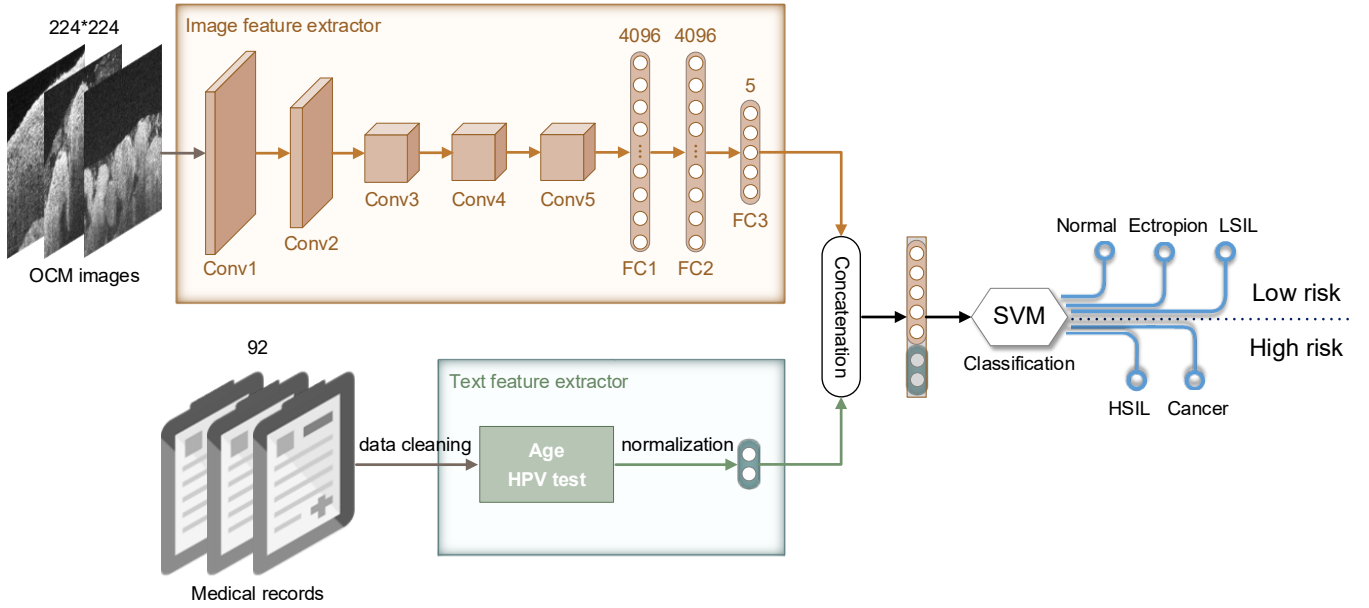 224*224
OCM images
Image feature extractor
Conv1
Conv2
Conv3
Conv4
Conv5
4096
FC1
4096
FC2
5
FC3
92
Medical records
data cleaning
Text feature extractor
Age
HPV test
normalization
Concatenation
SVM
Classification
Normal
Ectropion
LSIL
Low risk
High risk
HSIL
Cancer